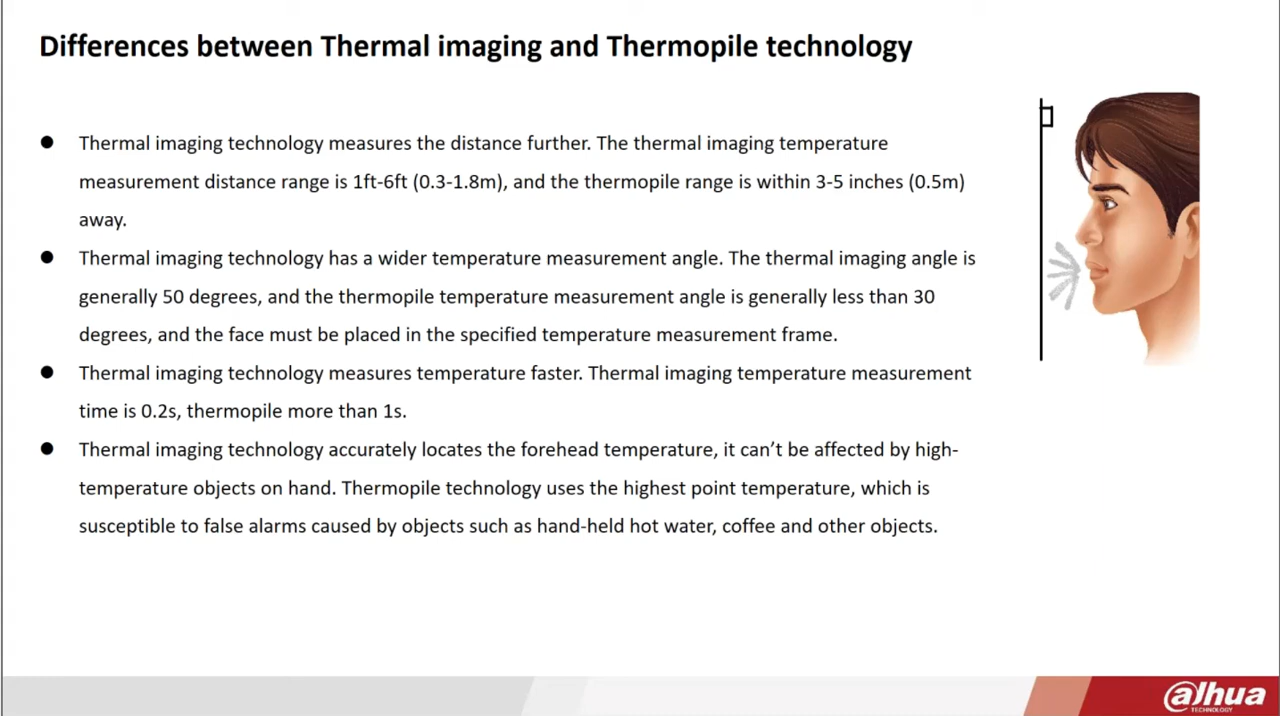 Differences between Thermal imaging and Thermopile technology
● Thermal imaging technology measures the distance further. The thermal imaging temperature
measurement distance range is 1ft-6ft (0.3-1.8m), and the thermopile range is within 3-5 inches (0.5m)
away.
● Thermal imaging technology has a wider temperature measurement angle. The thermal imaging angle is
generally 50 degrees, and the thermopile temperature measurement angle is generally less than 30
degrees, and the face must be placed in the specified temperature measurement frame.
● Thermal imaging technology measures temperature faster. Thermal imaging temperature measurement
time is 0.2s, thermopile more than 1s.
● Thermal imaging technology accurately locates the forehead temperature, it can’t be affected by high-
temperature objects on hand. Thermopile technology uses the highest point temperature, which is
susceptible to false alarms caused by objects such as hand-held hot water, coffee and other objects.
alhua
TECHNOLOGY